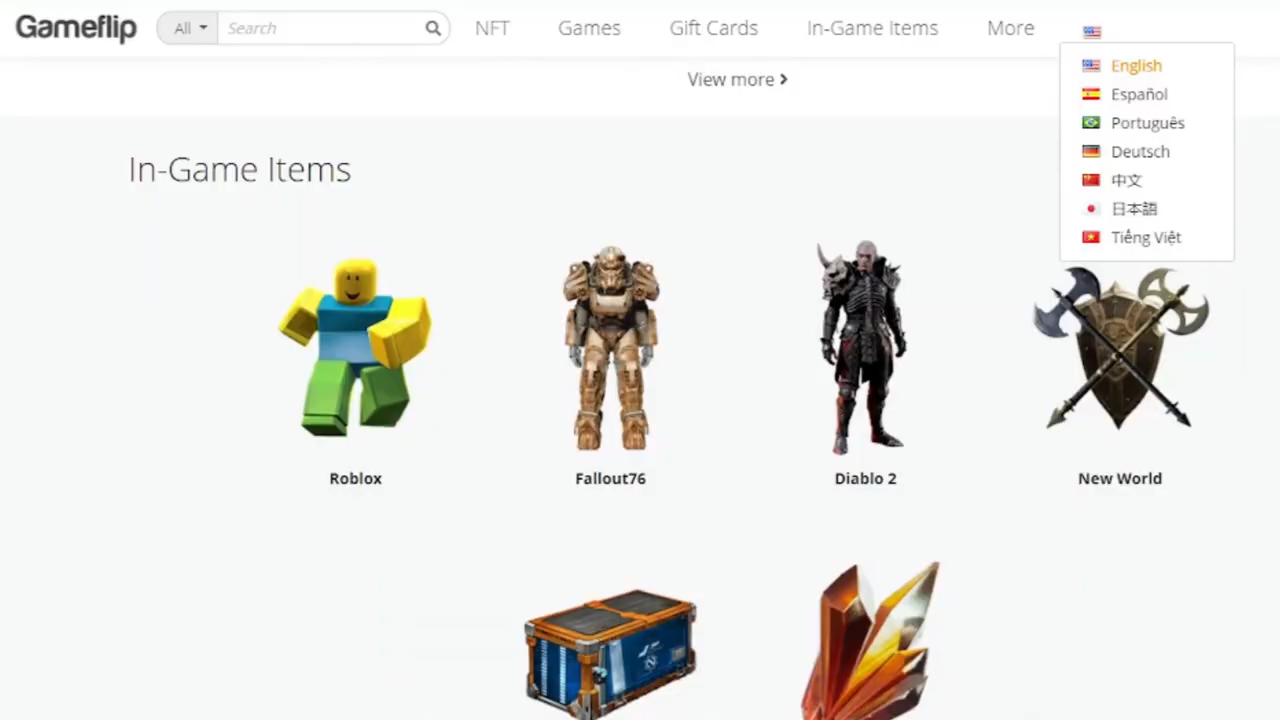 Gameflip
All
Search
NFT
Games
Gift Cards
In-Game Items
More
English
Español
Português
Deutsch
中文
日本語
Tiếng Việt
View more
In-Game Items
Roblox
Fallout76
Diablo 2
New World